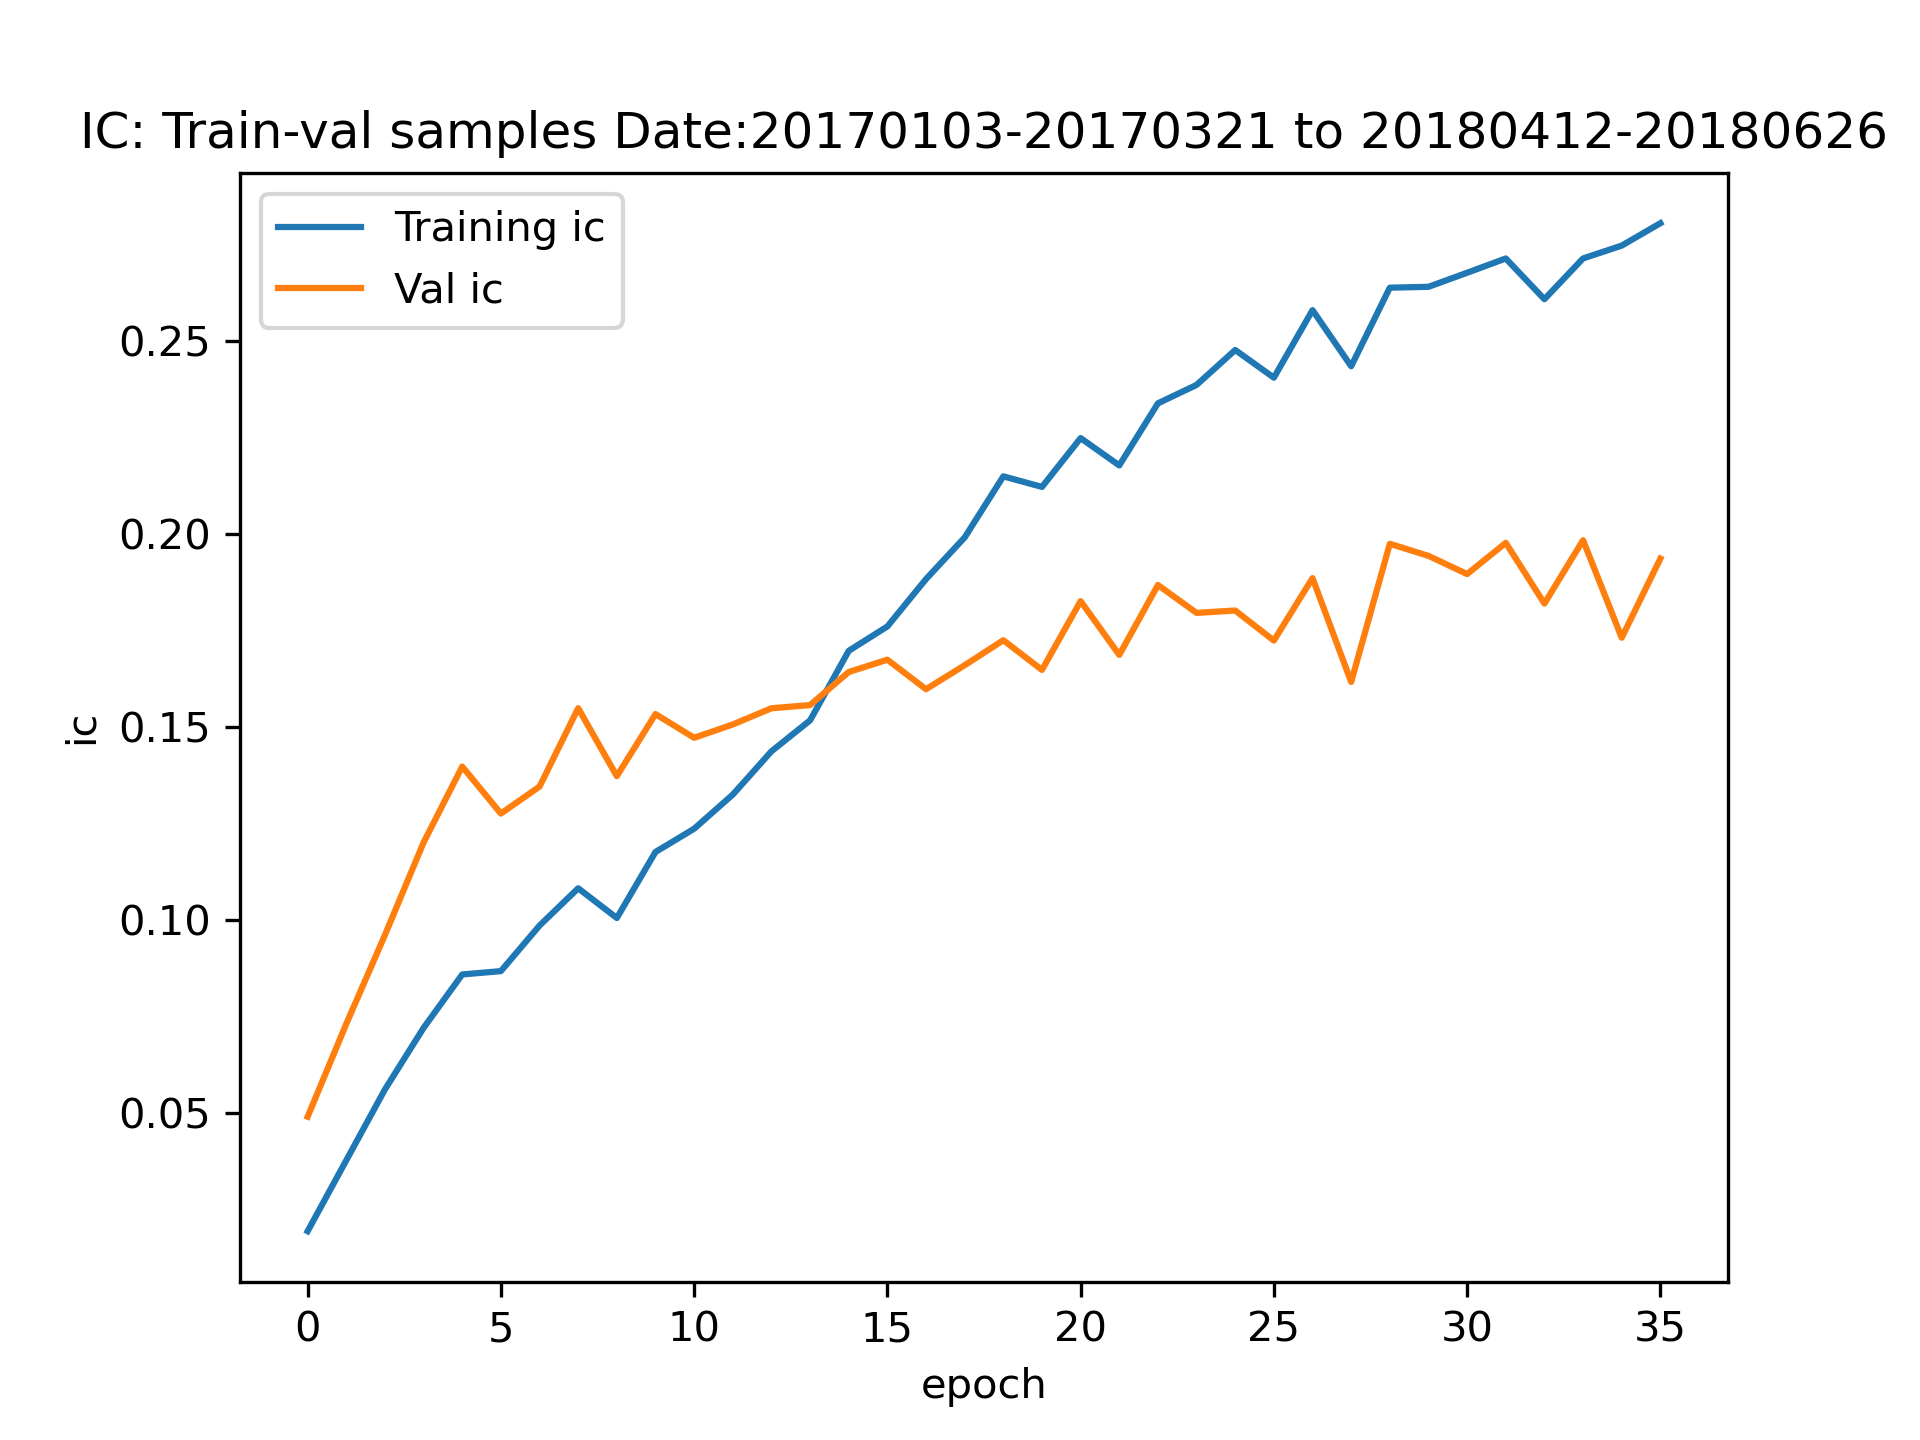 IC: Train-val samples Date:20170103-20170321 to 20180412-20180626
Training ic
Val ic
0.25
0.20
0.15
0.10
0.05
ic
0 5 10 15 20 25 30 35
epoch